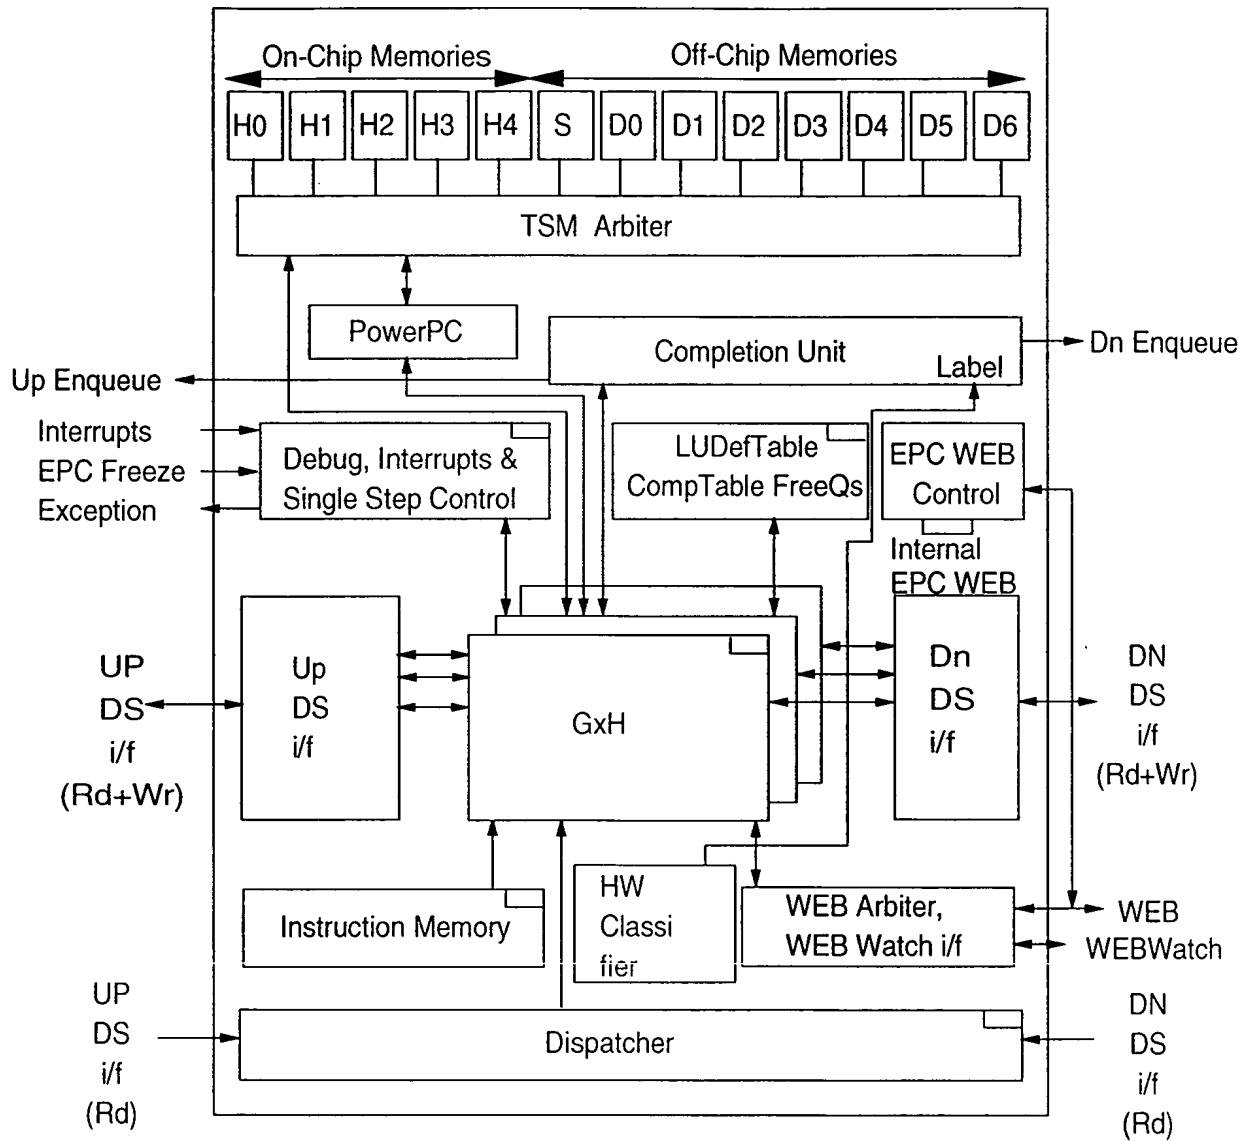 On-Chip Memories
Off-Chip Memories
H0 H1 H2 H3 H4 S D0 D1 D2 D3 D4 D5 D6
TSM Arbiter
PowerPC
Completion Unit
Label
Dn Enqueue
Up Enqueue
Interrupts
EPC Freeze
Exception
Debug, Interrupts &
Single Step Control
LUDefTable
CompTable FreeQs
EPC WEB
Control
Internal
EPC WEB
UP
DS
i/f
(Rd+Wr)
Up
DS
i/f
GxH
Dn
DS
i/f
DN
DS
i/f
(Rd+Wr)
Instruction Memory
HW
Classi
fier
WEB Arbiter,
WEB Watch i/f
WEB
WEBWatch
UP
DS
i/f
(Rd)
Dispatcher
DN
DS
i/f
(Rd)